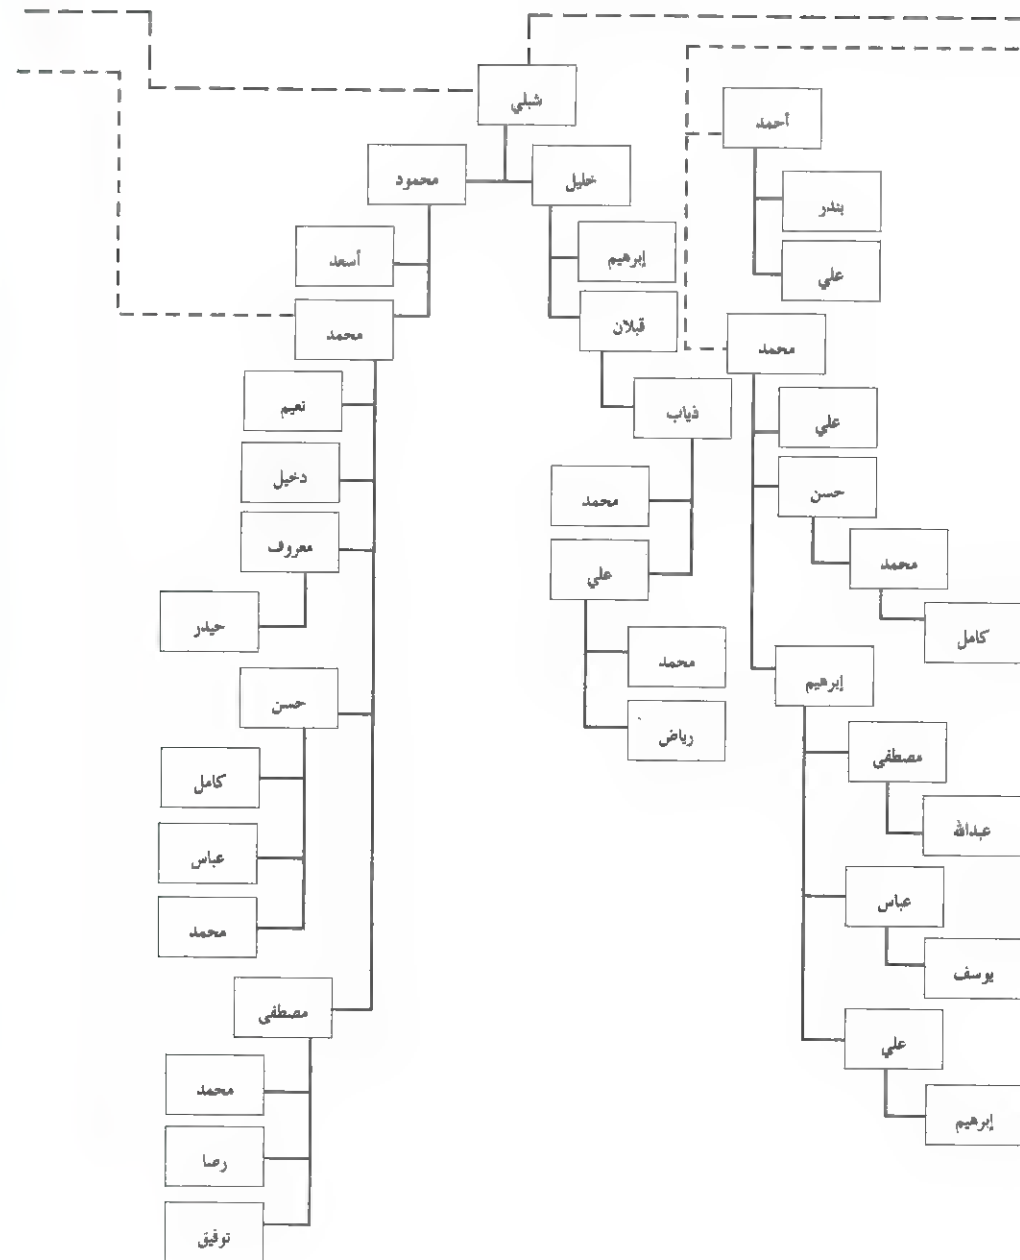 شبلي
أحمد
خليل
محمود
بندر
إبرهيم
أسعد
علي
قبلان
محمد
محمد
ذياب
نعيم
علي
حسن
محمد
دخيل
محمد
معروف
علي
كامل
حيدر
محمد
إبرهيم
حسن
رياض
مصطفى
كامل
عبدالله
عباس
عباس
محمد
يوسف
مصطفى
علي
محمد
إبرهيم
رضا
توفيق